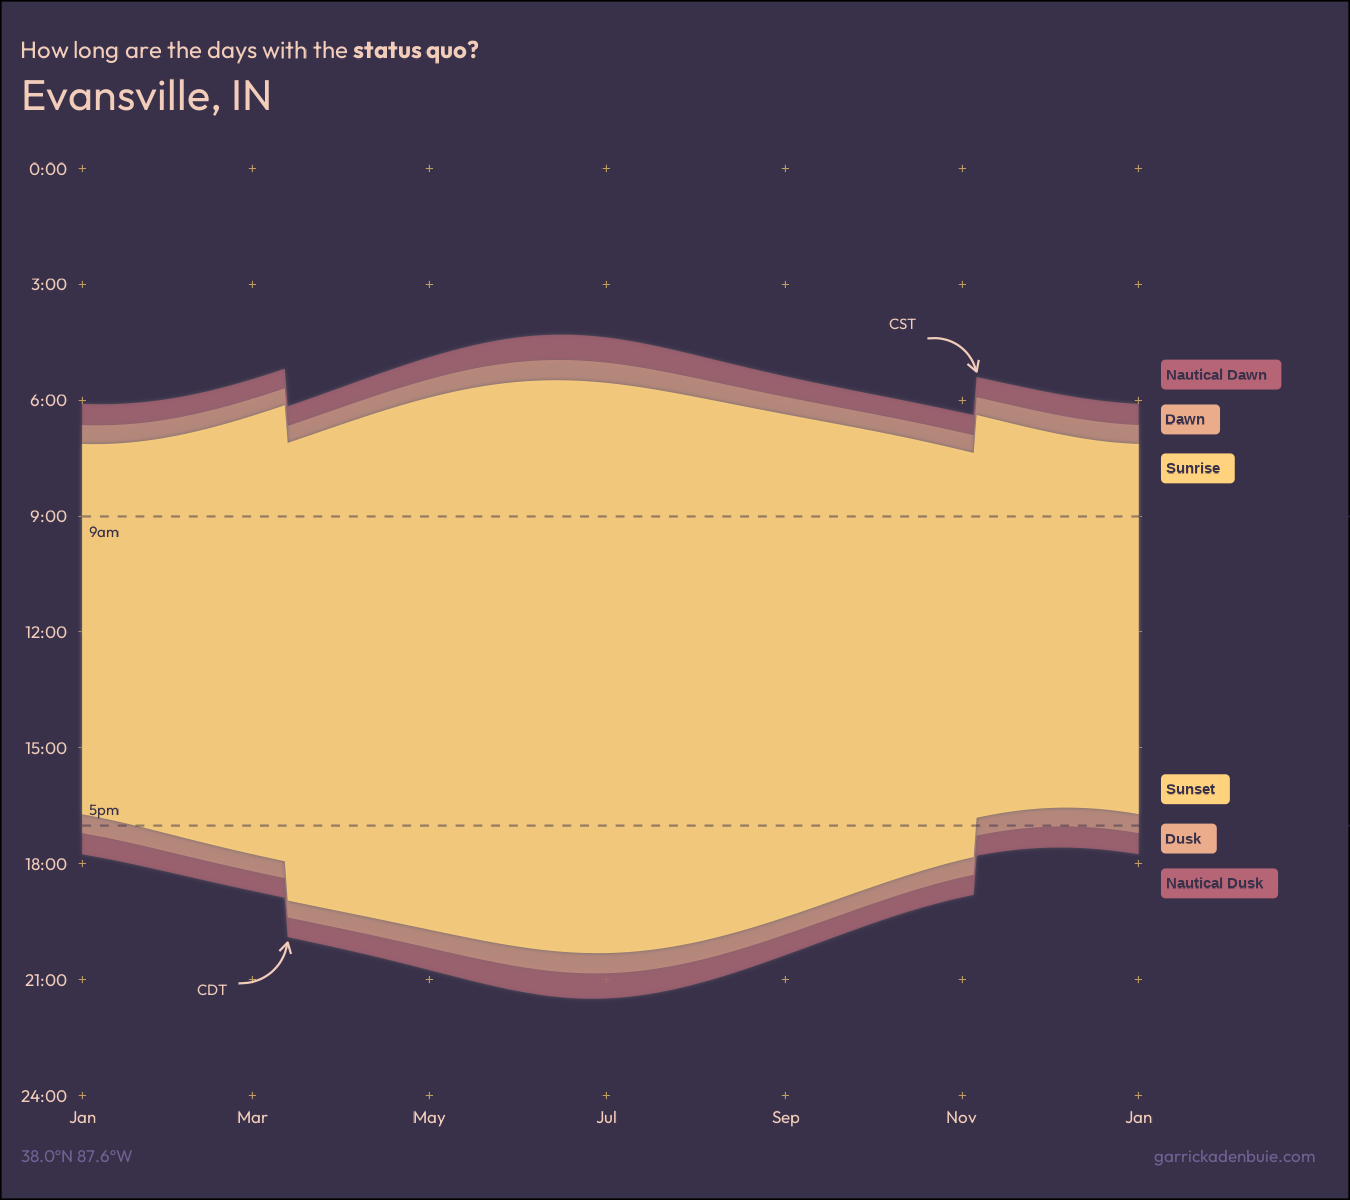 How long are the days with the status quo?
Evansville, IN
0:00
3:00
CST
Nautical Dawn
6:00
Dawn
Sunrise
9:00
9am
12:00
15:00
Sunset
5pm
Dusk
18:00
Nautical Dusk
21:00
CDT
24:00
Jan Mar May Jul Sep Nov Jan
38.0°N 87.6°W
garrickadenbuie.com